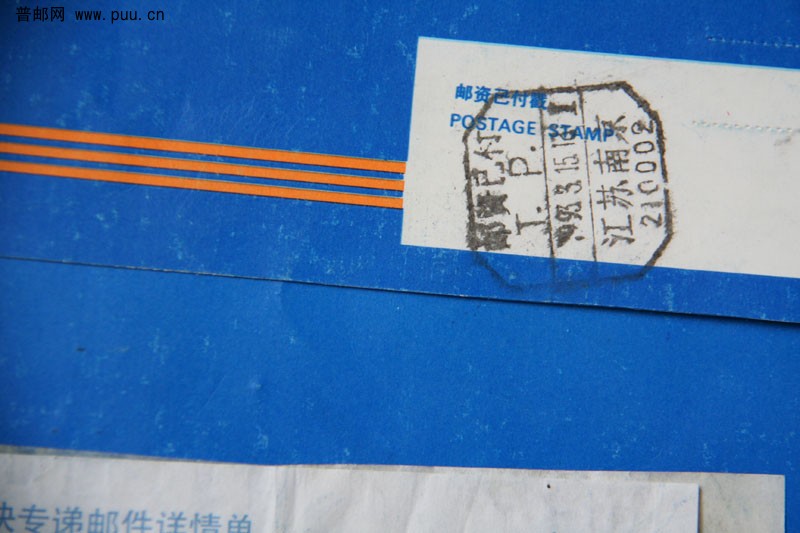 普邮网 www.puu.cn
邮资已付戳
POSTAGE STAMP
邮资已付
T. P.
江苏南京
210002
快专递邮件详情单